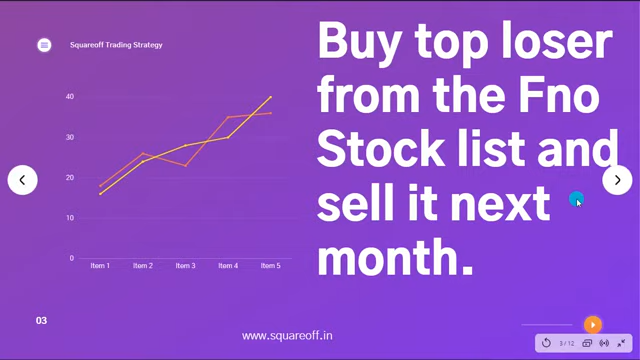 Squareoff Trading Strategy
Buy top loser
from the Fno
Stock list and
sell it next
month.
40
30
20
10
0
Item 1 Item 2 Item 3 Item 4 Item 5
03
www.squareoff.in
3 / 12